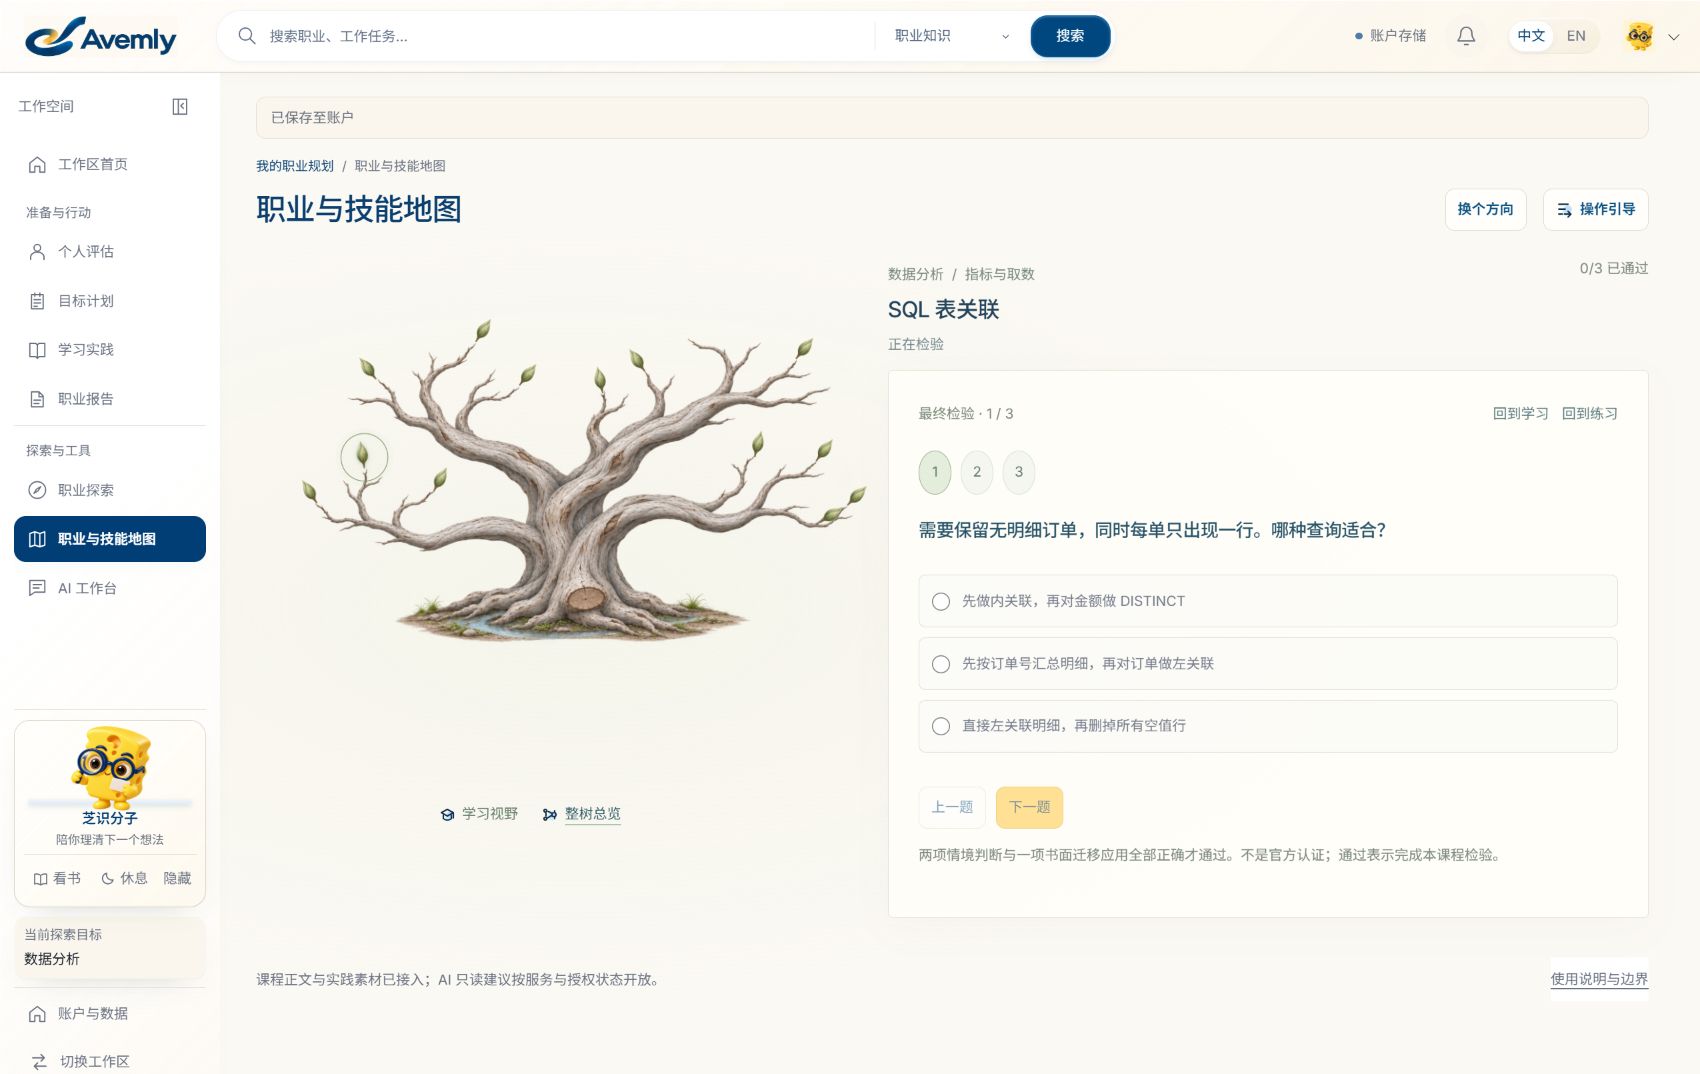 Avemly
搜索职业、工作任务...
职业知识
搜索
账户存储
中文
EN
工作空间
工作区首页
准备与行动
个人评估
目标计划
学习实践
职业报告
探索与工具
职业探索
职业与技能地图
AI 工作台
芝识分子
陪你理清下一个想法
看书
休息
隐藏
当前探索目标
数据分析
账户与数据
切换工作区
已保存至账户
我的职业规划 / 职业与技能地图
职业与技能地图
换个方向
操作引导
学习视野
整树总览
数据分析 / 指标与取数
0/3 已通过
SQL 表关联
正在检验
最终检验 · 1 / 3
回到学习
回到练习
1
2
3
需要保留无明细订单，同时每单只出现一行。哪种查询适合？
先做内关联，再对金额做 DISTINCT
先按订单号汇总明细，再对订单做左关联
直接左关联明细，再删掉所有空值行
上一题
下一题
两项情境判断与一项书面迁移应用全部正确才通过。不是官方认证；通过表示完成本课程检验。
课程正文与实践素材已接入；AI 只读建议按服务与授权状态开放。
使用说明与边界